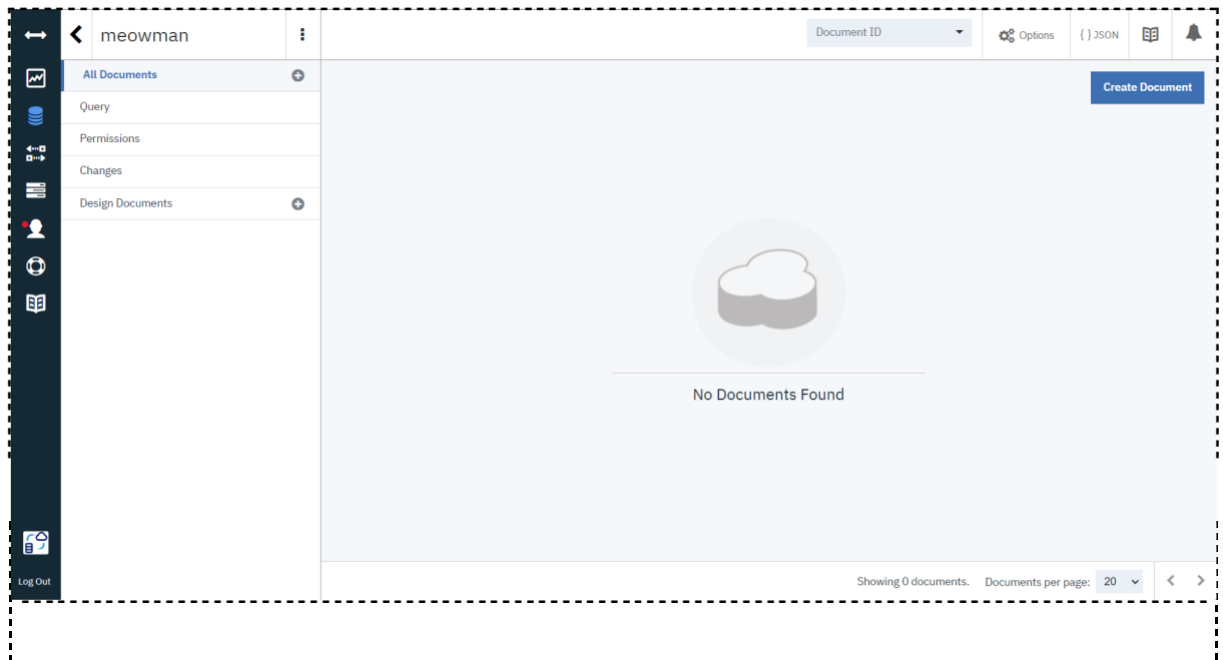 meowman
Document ID
Options
{ } JSON
All Documents
Create Document
Query
Permissions
Changes
Design Documents
No Documents Found
Log Out
Showing 0 documents. Documents per page: 20